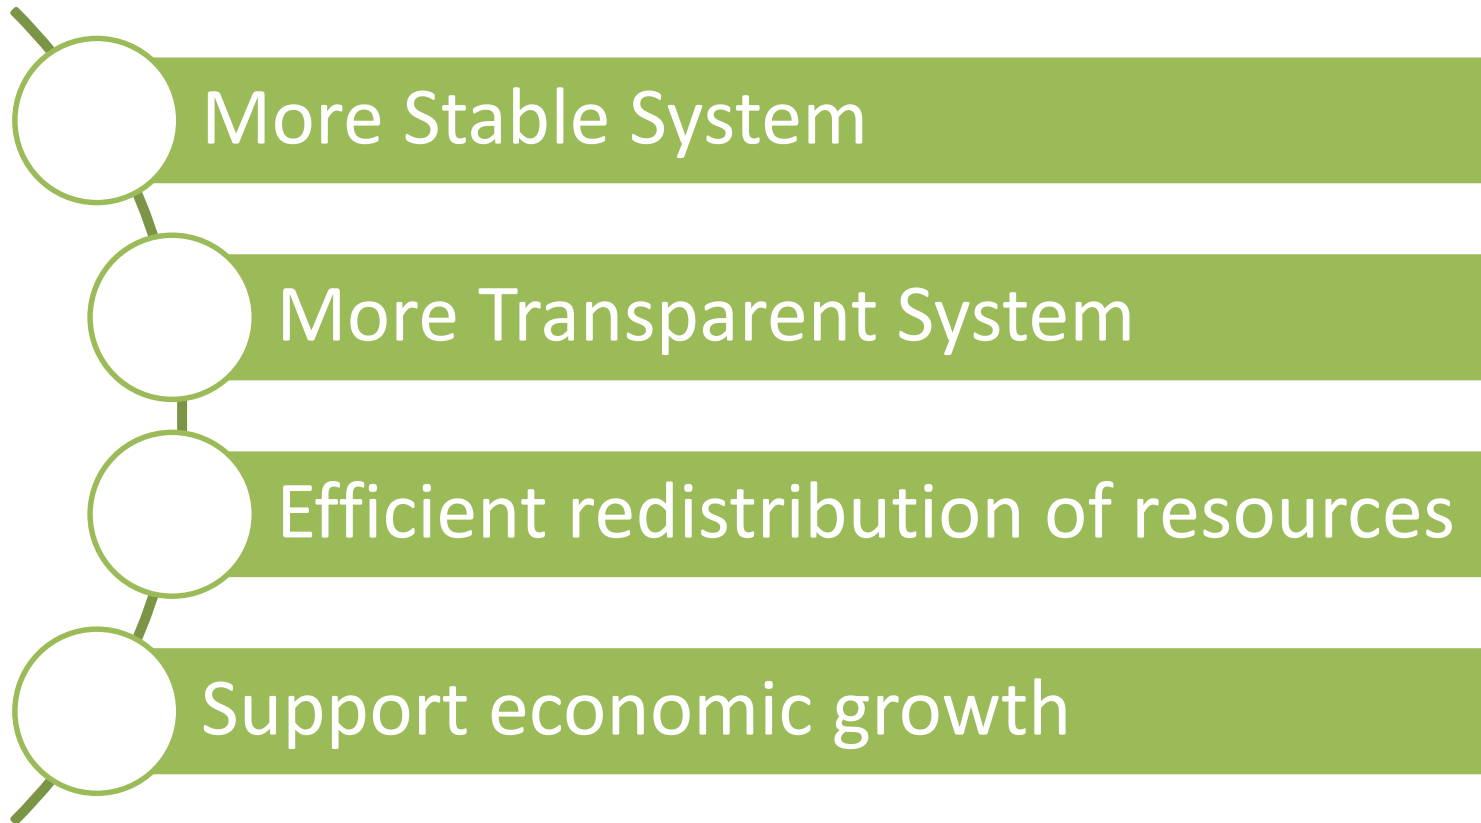 More Stable System
More Transparent System
Efficient redistribution of resources
Support economic growth